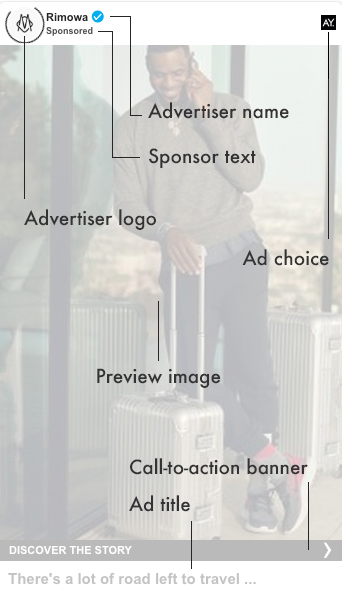 Rimowa
Sponsored
AY.
Advertiser name
Sponsor text
Advertiser logo
Ad choice
Preview image
Call-to-action banner
Ad title
DISCOVER THE STORY
There's a lot of road left to travel ...